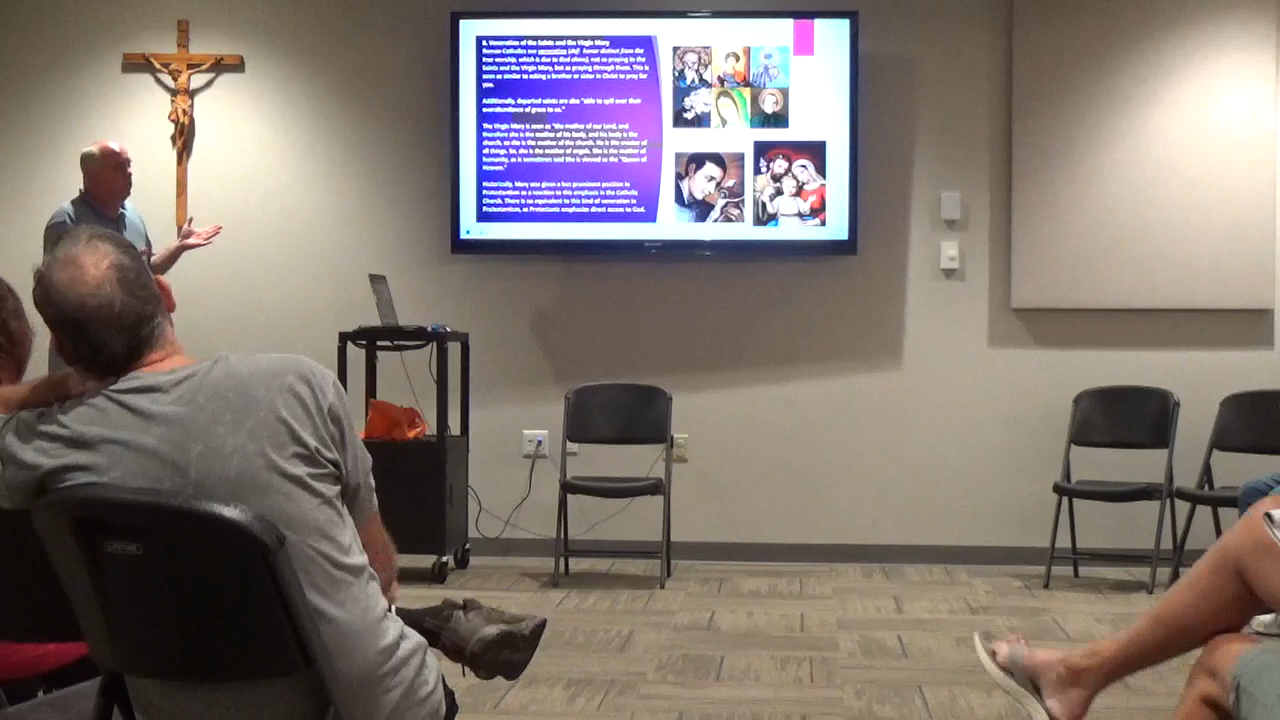 8. Veneration of the Saints and the Virgin Mary
Roman Catholics use veneration (def: honor distinct from the
true worship, which is due to God alone), not as praying to the
Saints and the Virgin Mary, but as praying through them. This is
seen as similar to asking a brother or sister in Christ to pray for
you.
Additionally, departed saints are also "able to spill over their
overabundance of grace to us."
The Virgin Mary is seen as "the mother of our Lord, and
therefore she is the mother of his body, and his body is the
church, so she is the mother of the church. He is the creator of
all things. So, she is the mother of angels. She is the mother of
humanity, as is sometimes said she is viewed as the "Queen of
Heaven."
Historically, Mary was given a less prominent position in
Protestantism as a reaction to this emphasis in the Catholic
Church. There is no equivalent to this kind of veneration in
Protestantism, as Protestants emphasize direct access to God.
LIFETIME